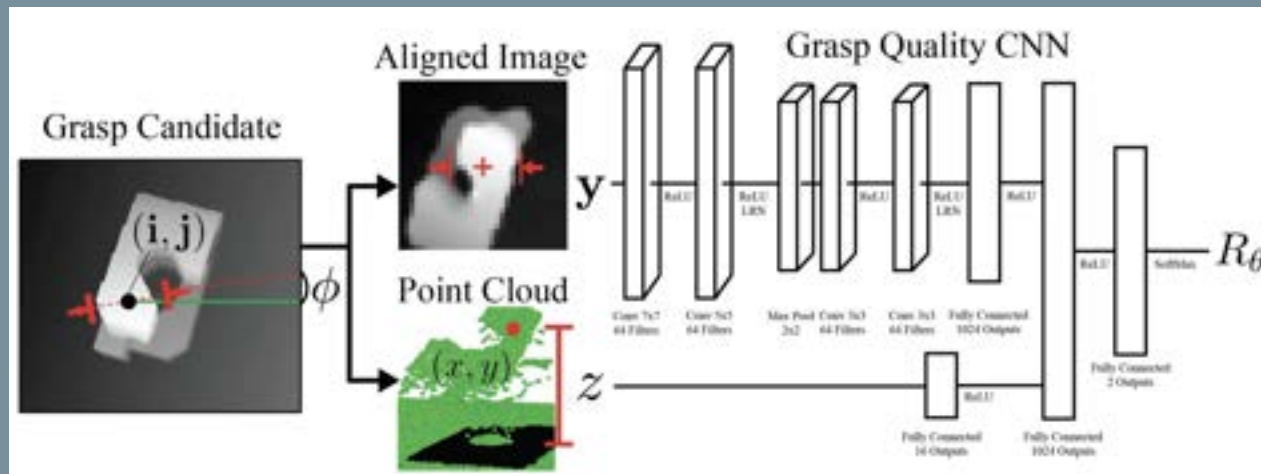 Grasp Candidate
(i, j)
ϕ
Aligned Image
Point Cloud
(x, y)
y
z
Grasp Quality CNN
ReLU
ReLU
LRN
ReLU
ReLU
LRN
ReLU
ReLU
Softmax
R_θ
Conv 7x7
64 Filters
Conv 5x5
64 Filters
Max Pool
2x2
Conv 3x3
64 Filters
Conv 3x3
64 Filters
Fully Connected
1024 Outputs
ReLU
Fully Connected
16 Outputs
Fully Connected
1024 Outputs
Fully Connected
2 Outputs